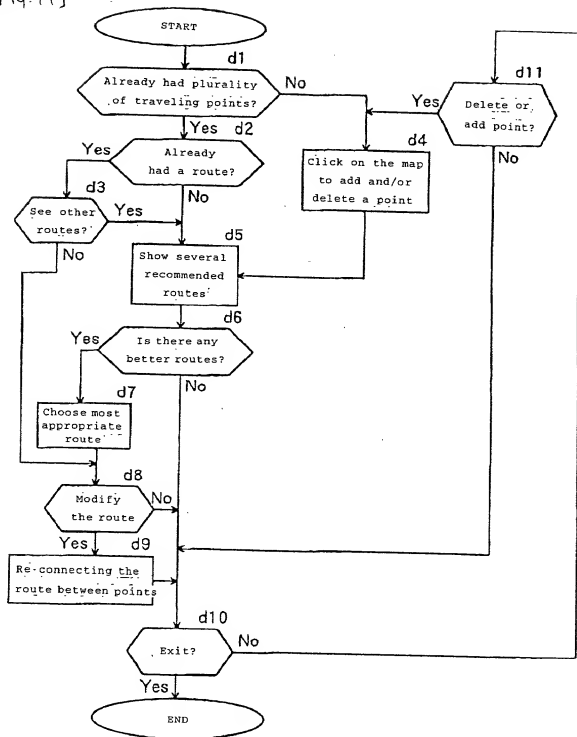 START
d1
Already had plurality
of traveling points?
No
Yes
d2
Already
had a route?
Yes
No
d3
See other
routes?
Yes
No
d4
Click on the map
to add and/or
delete a point
d5
Show several
recommended
routes
d6
Is there any
better routes?
Yes
No
d7
Choose most
appropriate
route
d8
Modify
the route
No
Yes
d9
Re-connecting the
route between points
d10
Exit?
No
Yes
END
d11
Delete or
add point?
Yes
No